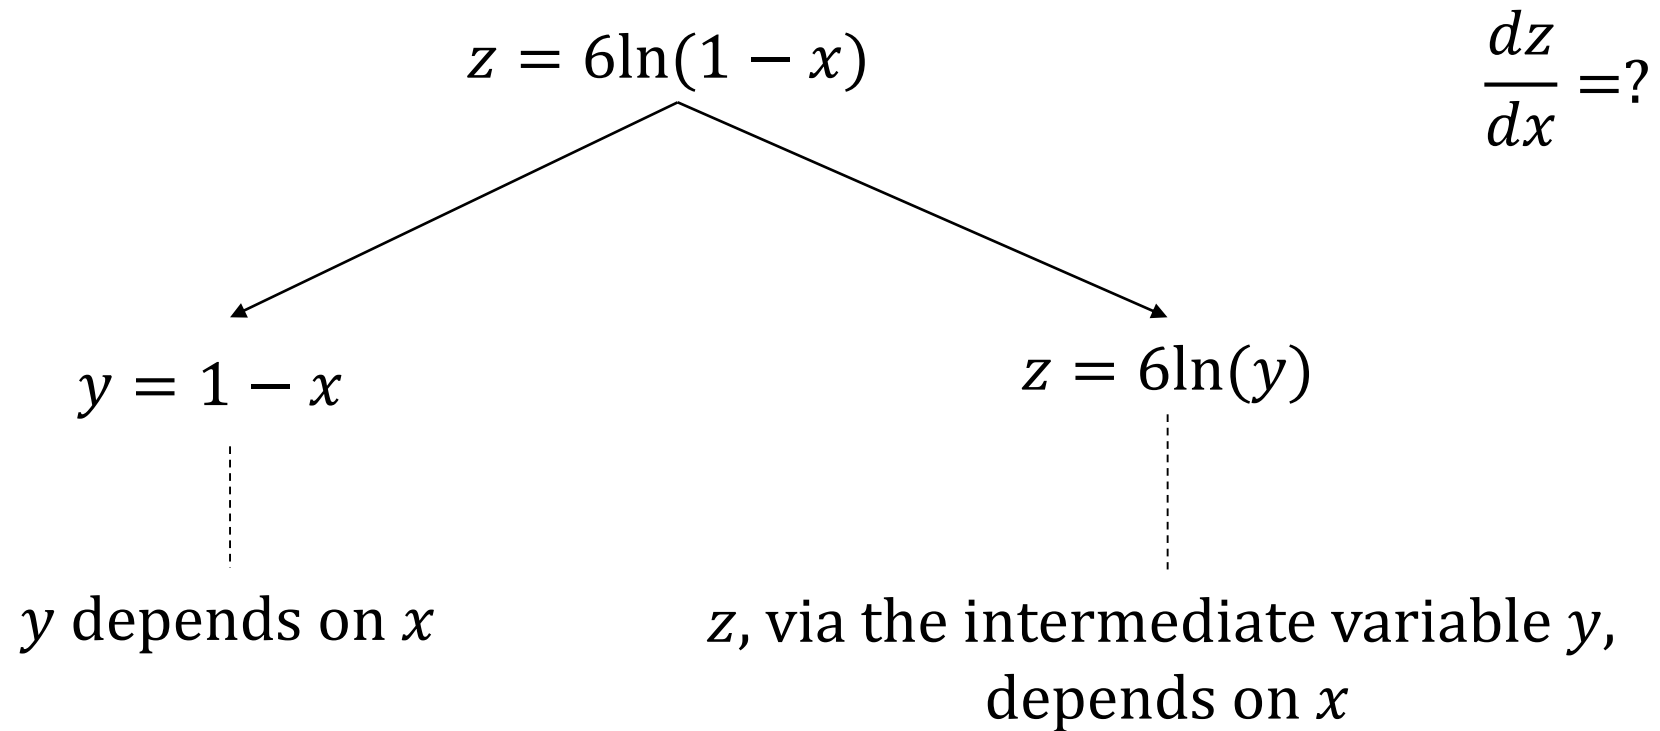 z = 6ln(1 − x)
dz/dx =?
y = 1 − x
z = 6ln(y)
y depends on x
z, via the intermediate variable y,
depends on x